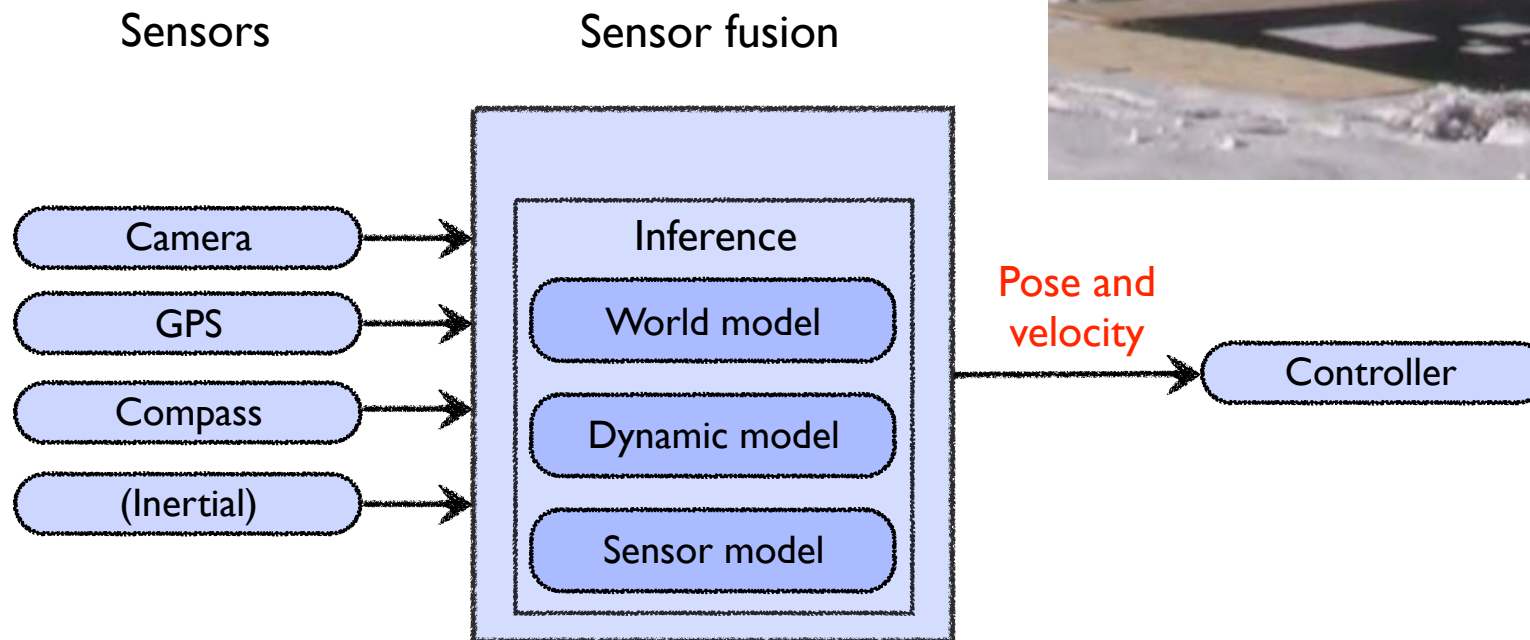 Sensors
Sensor fusion
Camera
GPS
Compass
(Inertial)
Inference
World model
Dynamic model
Sensor model
Pose and
velocity
Controller